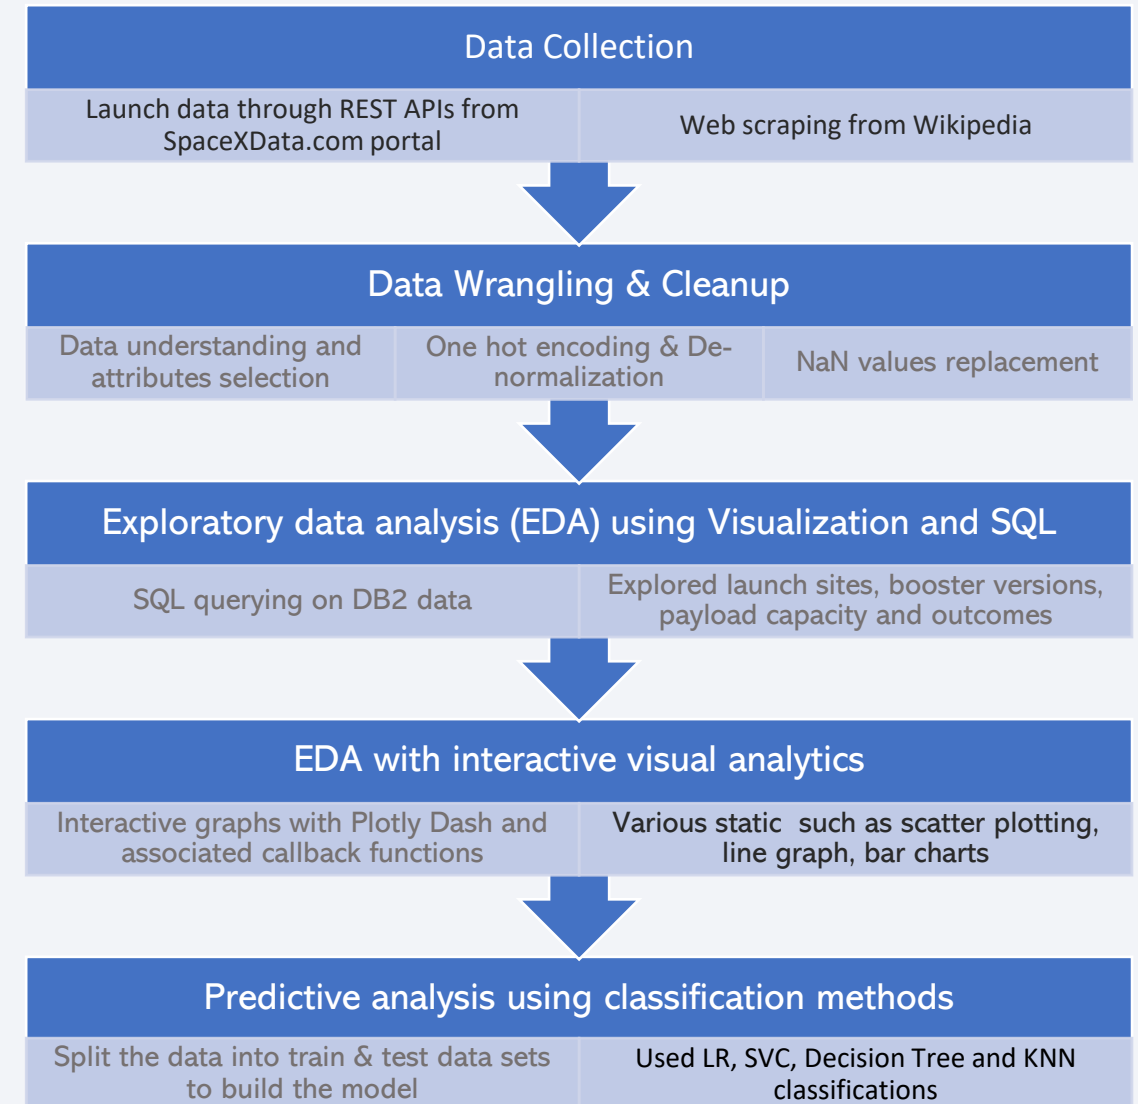 Data Collection
Launch data through REST APIs from
SpaceXData.com portal
Web scraping from Wikipedia
Data Wrangling & Cleanup
Data understanding and
attributes selection
One hot encoding & De-
normalization
NaN values replacement
Exploratory data analysis (EDA) using Visualization and SQL
SQL querying on DB2 data
Explored launch sites, booster versions,
payload capacity and outcomes
EDA with interactive visual analytics
Interactive graphs with Plotly Dash and
associated callback functions
Various static  such as scatter plotting,
line graph, bar charts
Predictive analysis using classification methods
Split the data into train & test data sets
to build the model
Used LR, SVC, Decision Tree and KNN
classifications